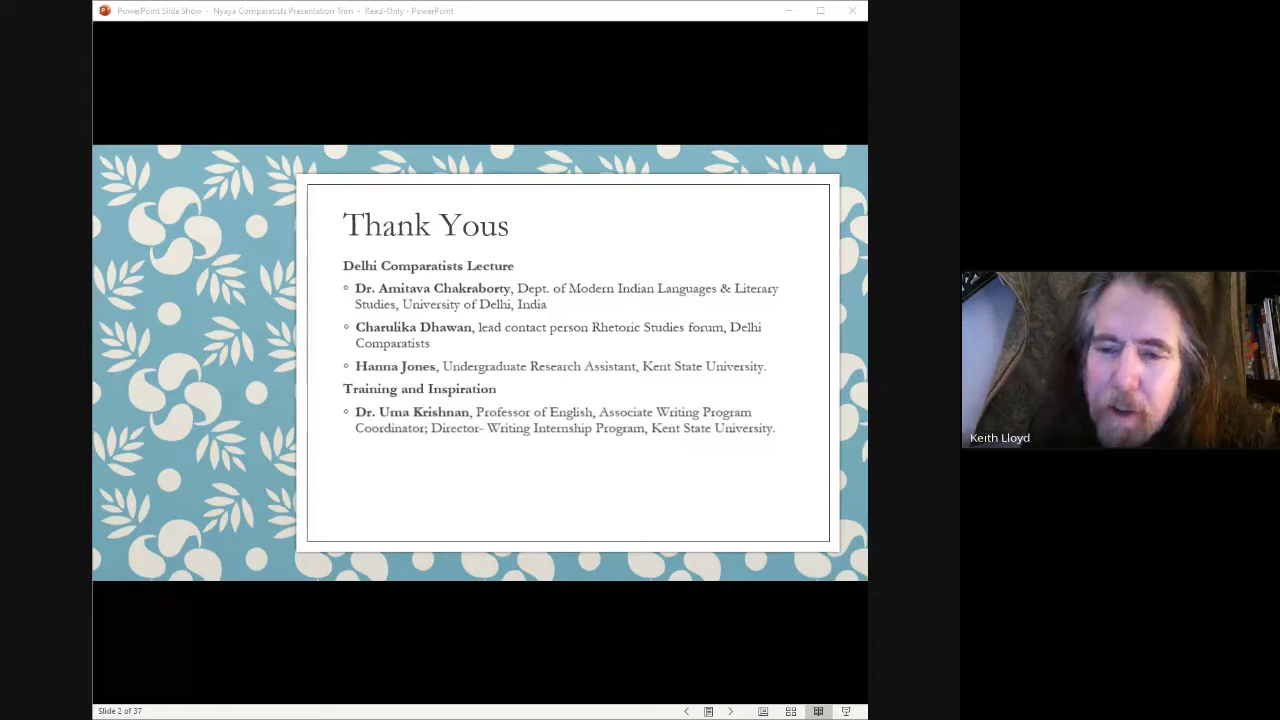 PowerPoint Slide Show - Nyaya Comparatists Presentation Trim - Read-Only - PowerPoint
Thank Yous
Delhi Comparatists Lecture
Dr. Amitava Chakraborty, Dept. of Modern Indian Languages & Literary
Studies, University of Delhi, India
Charulika Dhawan, lead contact person Rhetoric Studies forum, Delhi
Comparatists
Hanna Jones, Undergraduate Research Assistant, Kent State University.
Training and Inspiration
Dr. Uma Krishnan, Professor of English, Associate Writing Program
Coordinator; Director- Writing Internship Program, Kent State University.
Keith Lloyd
Slide 2 of 37